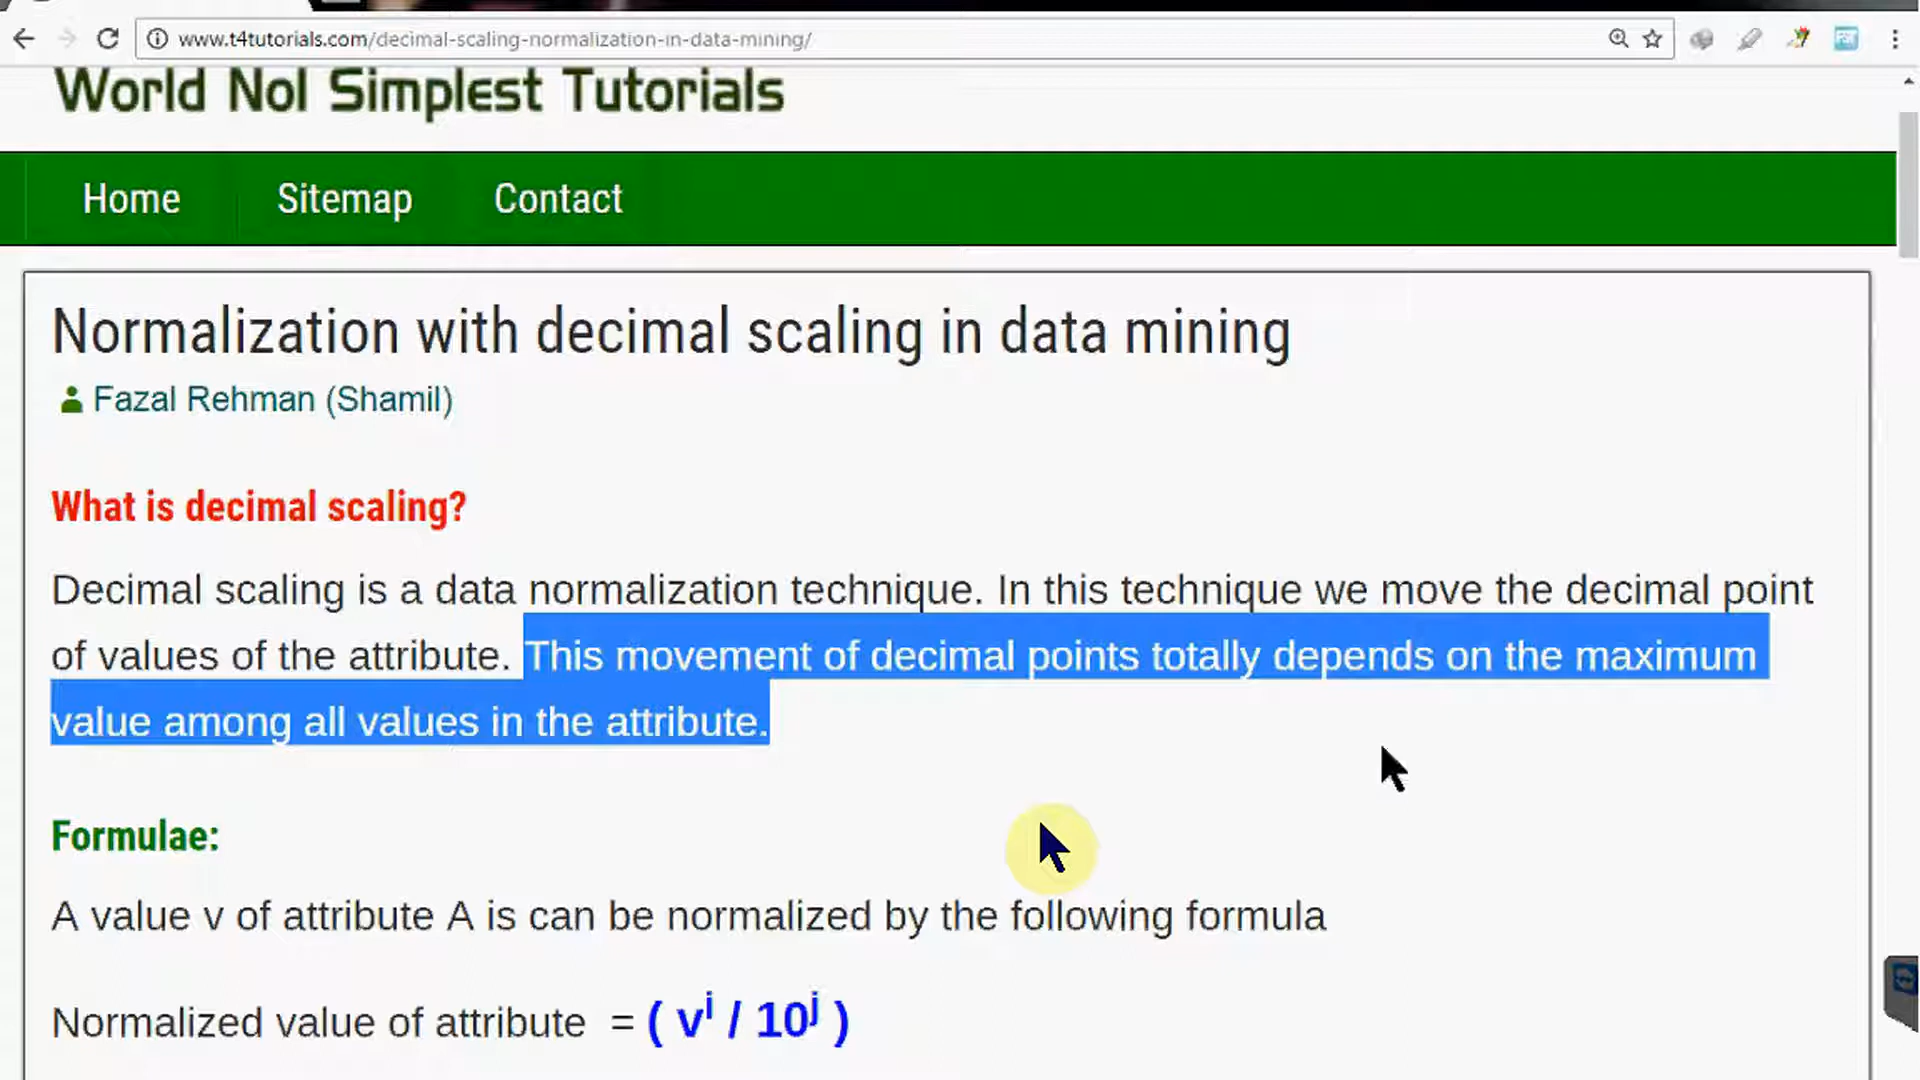 www.t4tutorials.com/decimal-scaling-normalization-in-data-mining/
World No1 Simplest Tutorials
Home Sitemap Contact
Normalization with decimal scaling in data mining
Fazal Rehman (Shamil)
What is decimal scaling?
Decimal scaling is a data normalization technique. In this technique we move the decimal point
of values of the attribute. This movement of decimal points totally depends on the maximum
value among all values in the attribute.
Formulae:
A value v of attribute A is can be normalized by the following formula
Normalized value of attribute = ( vⁱ / 10ʲ )